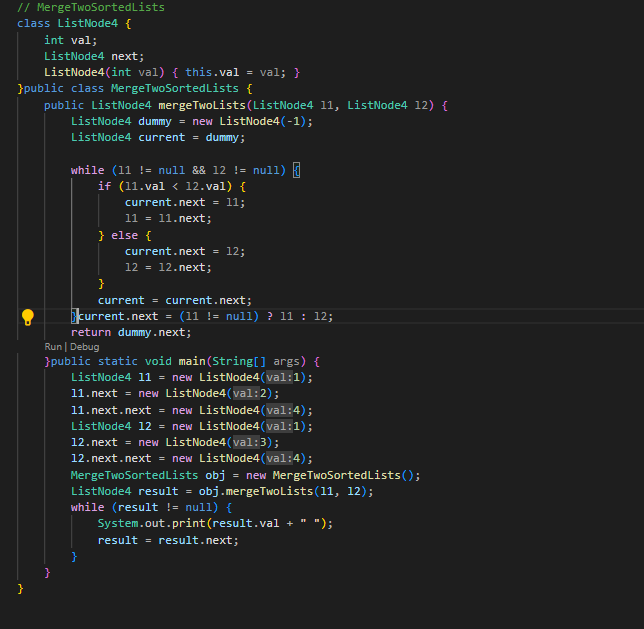 // MergeTwoSortedLists
class ListNode4 {
    int val;
    ListNode4 next;
    ListNode4(int val) { this.val = val; }
}public class MergeTwoSortedLists {
    public ListNode4 mergeTwoLists(ListNode4 l1, ListNode4 l2) {
        ListNode4 dummy = new ListNode4(-1);
        ListNode4 current = dummy;

        while (l1 != null && l2 != null) {
            if (l1.val < l2.val) {
                current.next = l1;
                l1 = l1.next;
            } else {
                current.next = l2;
                l2 = l2.next;
            }
            current = current.next;
        }current.next = (l1 != null) ? l1 : l2;
        return dummy.next;
    Run | Debug
    }public static void main(String[] args) {
        ListNode4 l1 = new ListNode4(val:1);
        l1.next = new ListNode4(val:2);
        l1.next.next = new ListNode4(val:4);
        ListNode4 l2 = new ListNode4(val:1);
        l2.next = new ListNode4(val:3);
        l2.next.next = new ListNode4(val:4);
        MergeTwoSortedLists obj = new MergeTwoSortedLists();
        ListNode4 result = obj.mergeTwoLists(l1, l2);
        while (result != null) {
            System.out.print(result.val + " ");
            result = result.next;
        }
    }
}